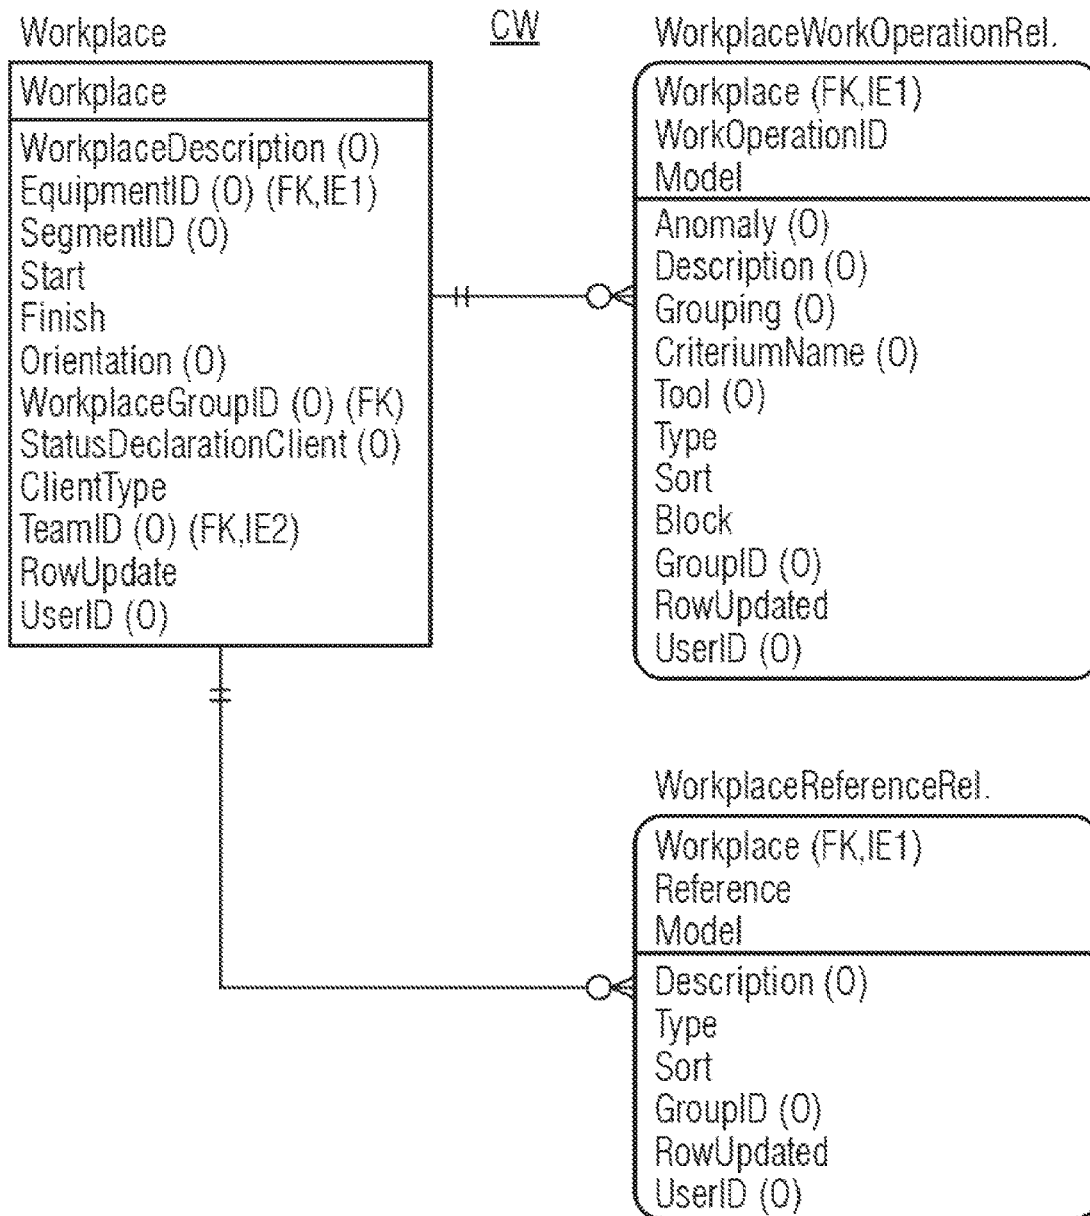 Workplace
CW
WorkplaceWorkOperationRel.
Workplace
WorkplaceDescription (O)
EquipmentID (O) (FK,IE1)
SegmentID (O)
Start
Finish
Orientation (O)
WorkplaceGroupID (O) (FK)
StatusDeclarationClient (O)
ClientType
TeamID (O) (FK,IE2)
RowUpdate
UserID (O)
Workplace (FK,IE1)
WorkOperationID
Model
Anomaly (O)
Description (O)
Grouping (O)
CriteriumName (O)
Tool (O)
Type
Sort
Block
GroupID (O)
RowUpdated
UserID (O)
WorkplaceReferenceRel.
Workplace (FK,IE1)
Reference
Model
Description (O)
Type
Sort
GroupID (O)
RowUpdated
UserID (O)